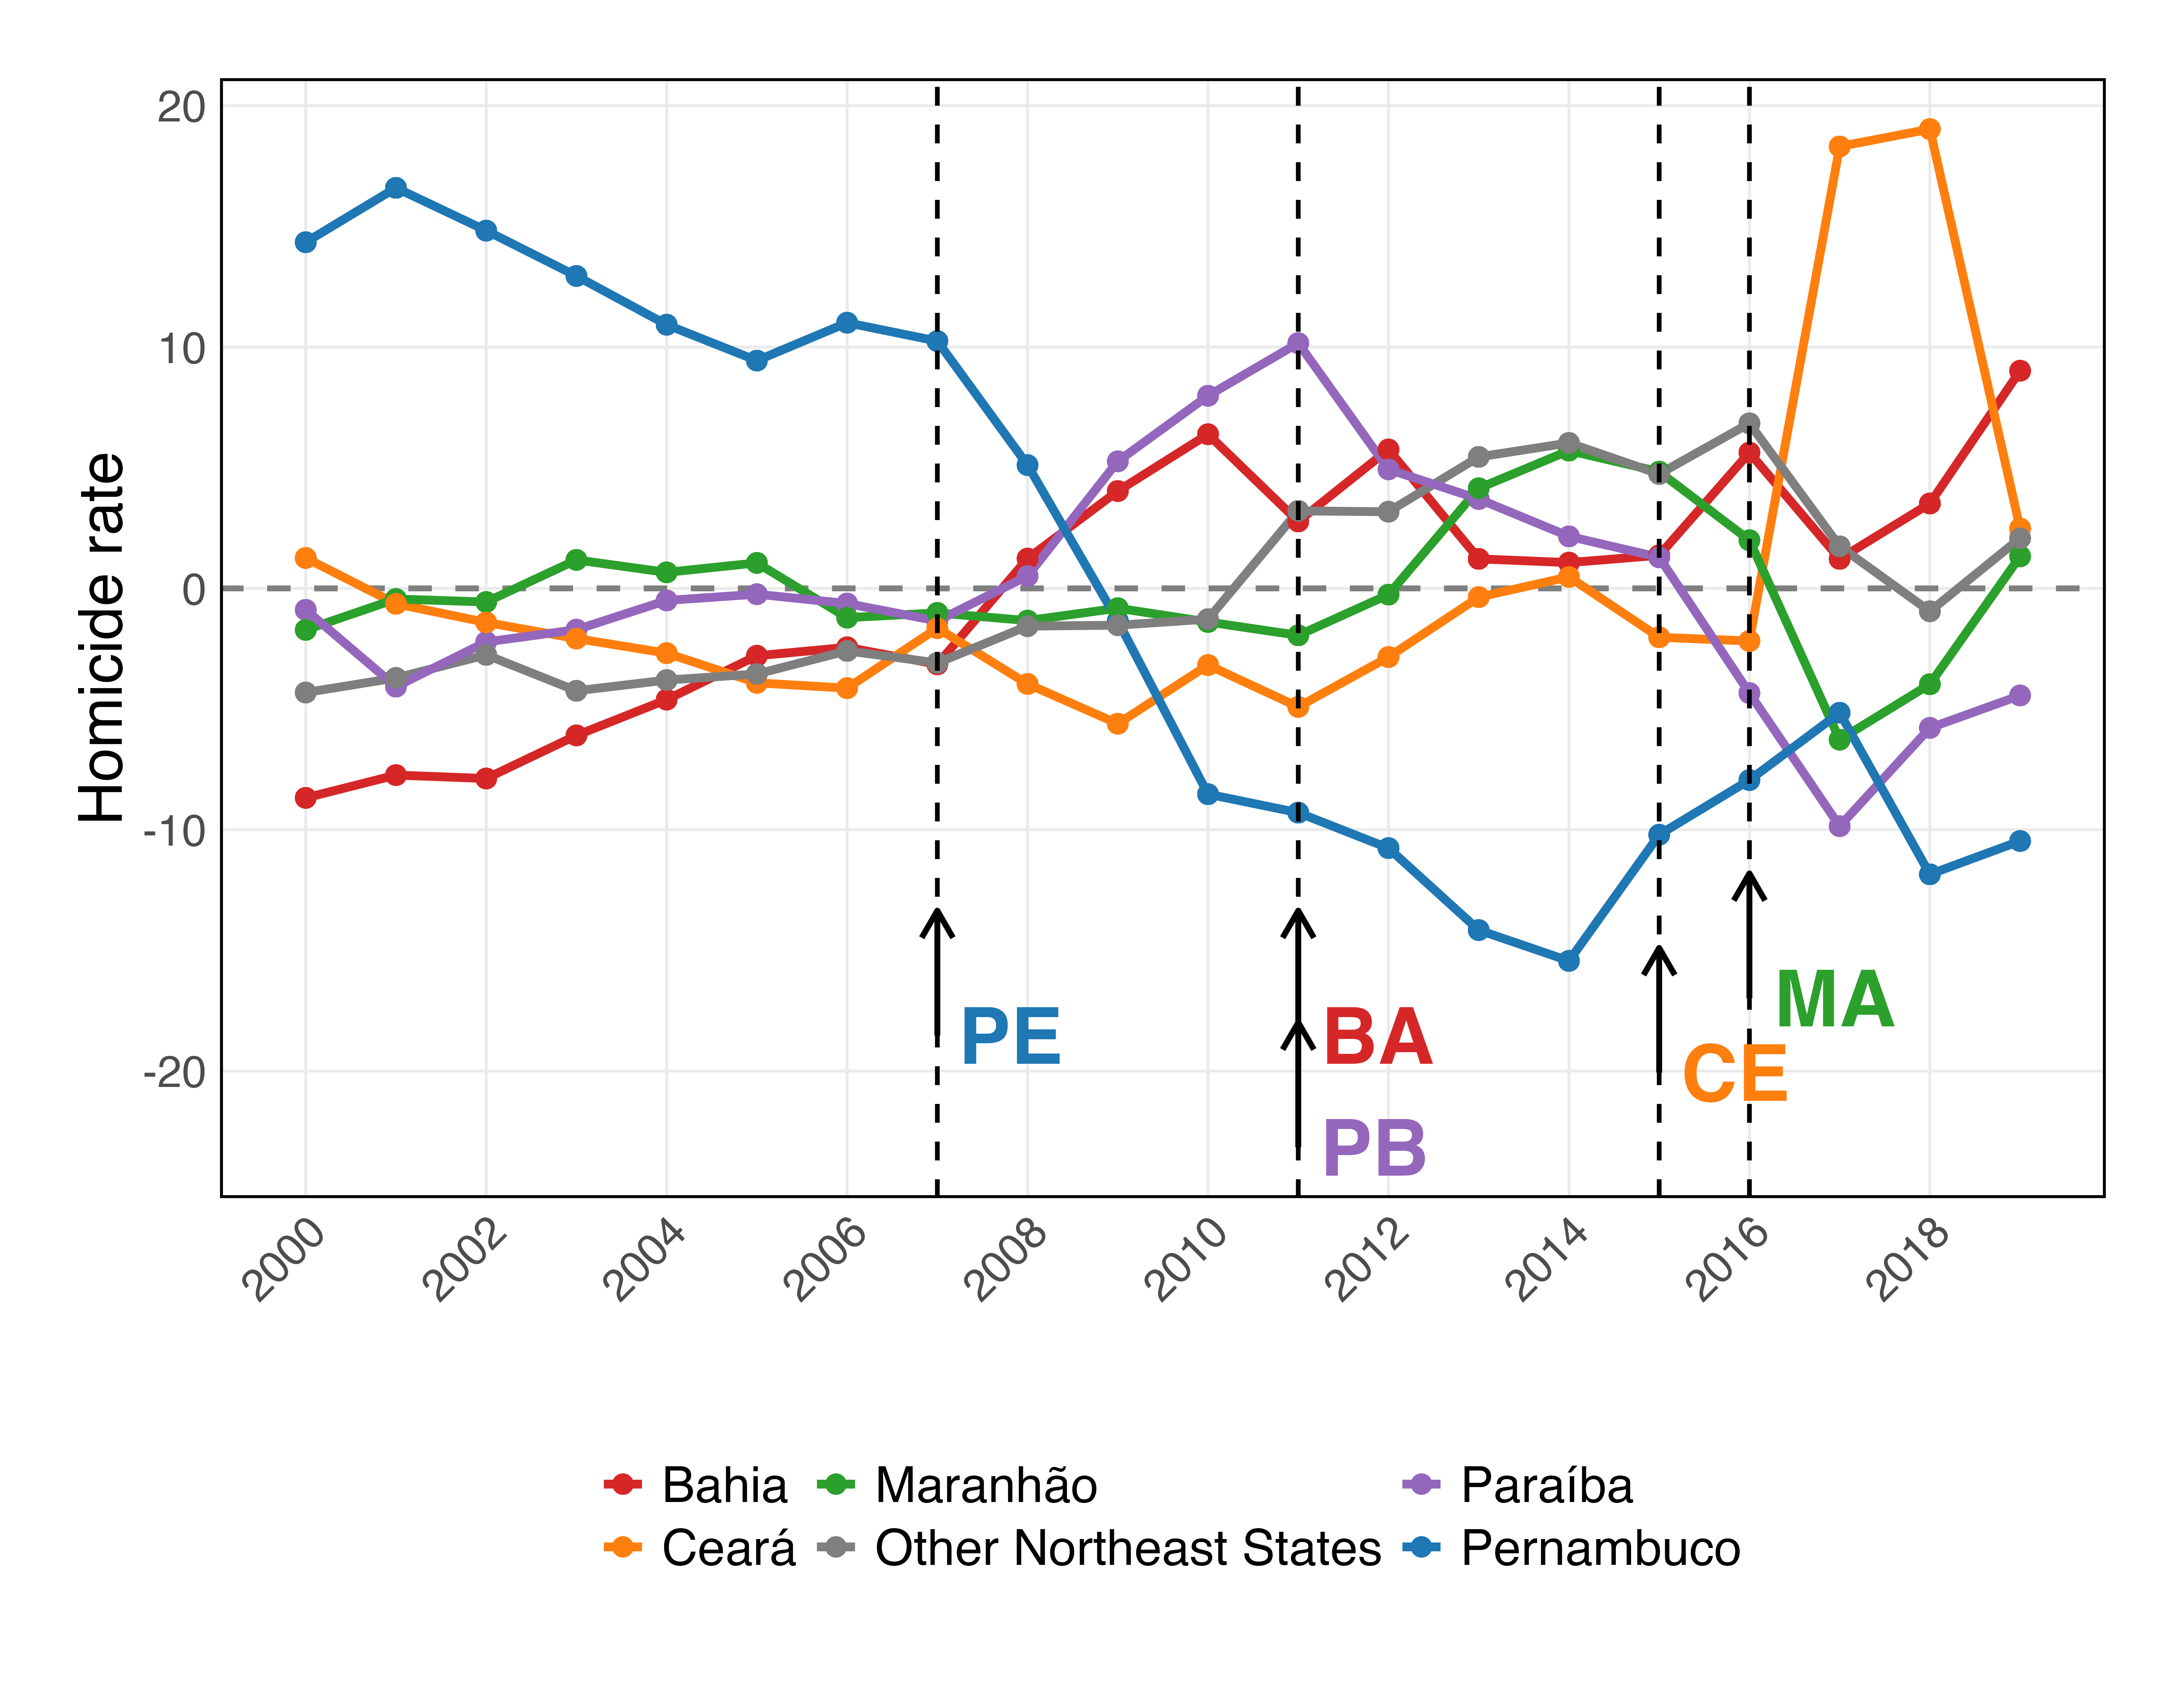 Homicide rate
20
10
0
-10
-20
PE
BA
PB
CE
MA
2000
2002
2004
2006
2008
2010
2012
2014
2016
2018
Bahia
Maranhão
Paraíba
Ceará
Other Northeast States
Pernambuco